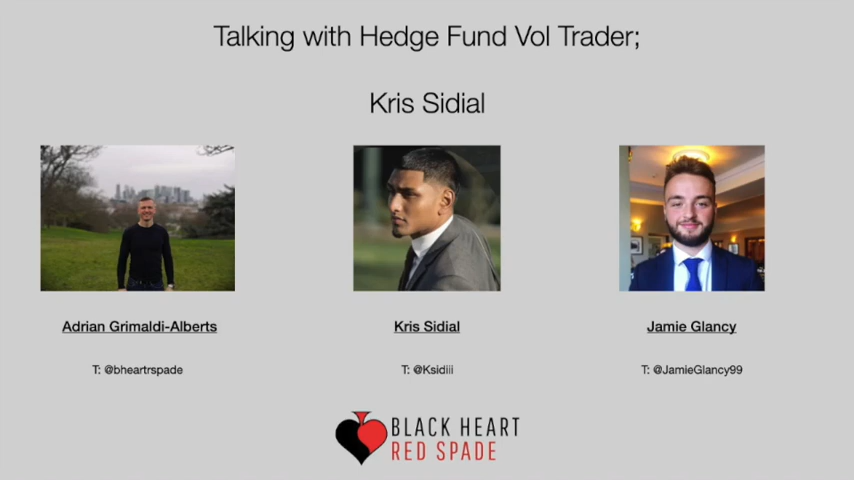 Talking with Hedge Fund Vol Trader;
Kris Sidial
Adrian Grimaldi-Alberts
Kris Sidial
Jamie Glancy
T: @bheartrspade
T: @Ksidiii
T: @JamieGlancy99
BLACK HEART
RED SPADE